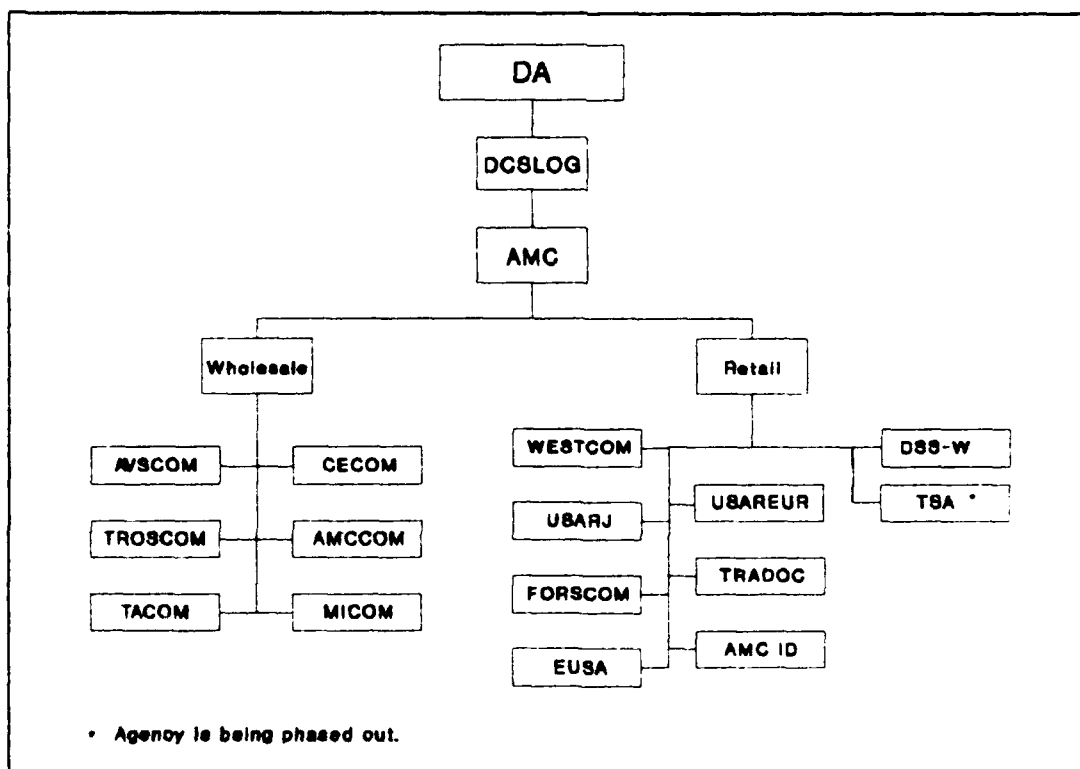 DA
DCSLOG
AMC
Wholesale
Retail
AVSCOM
CECOM
TROSCOM
AMCCOM
TACOM
MICOM
WESTCOM
DSS-W
USAREUR
TSA *
USARJ
TRADOC
FORSCOM
AMC ID
EUSA
* Agency is being phased out.